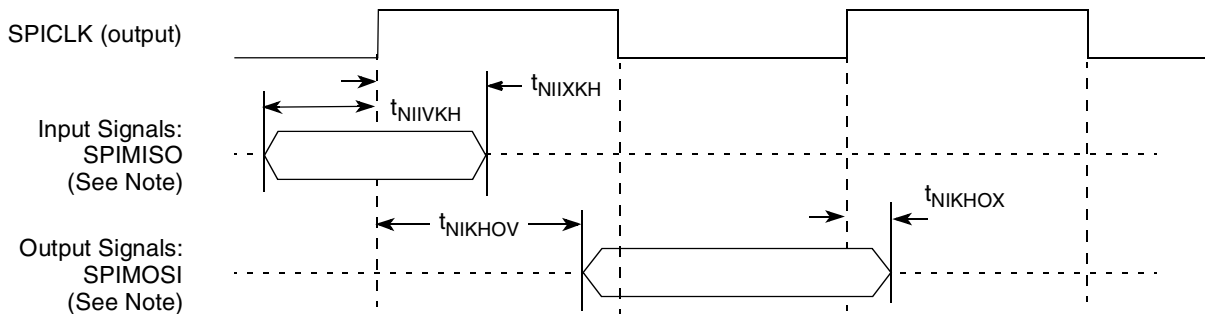 SPICLK (output)
tNIIXKH
tNIIVKH
Input Signals:
SPIMISO
(See Note)
tNIKHOX
tNIKHOV
Output Signals:
SPIMOSI
(See Note)